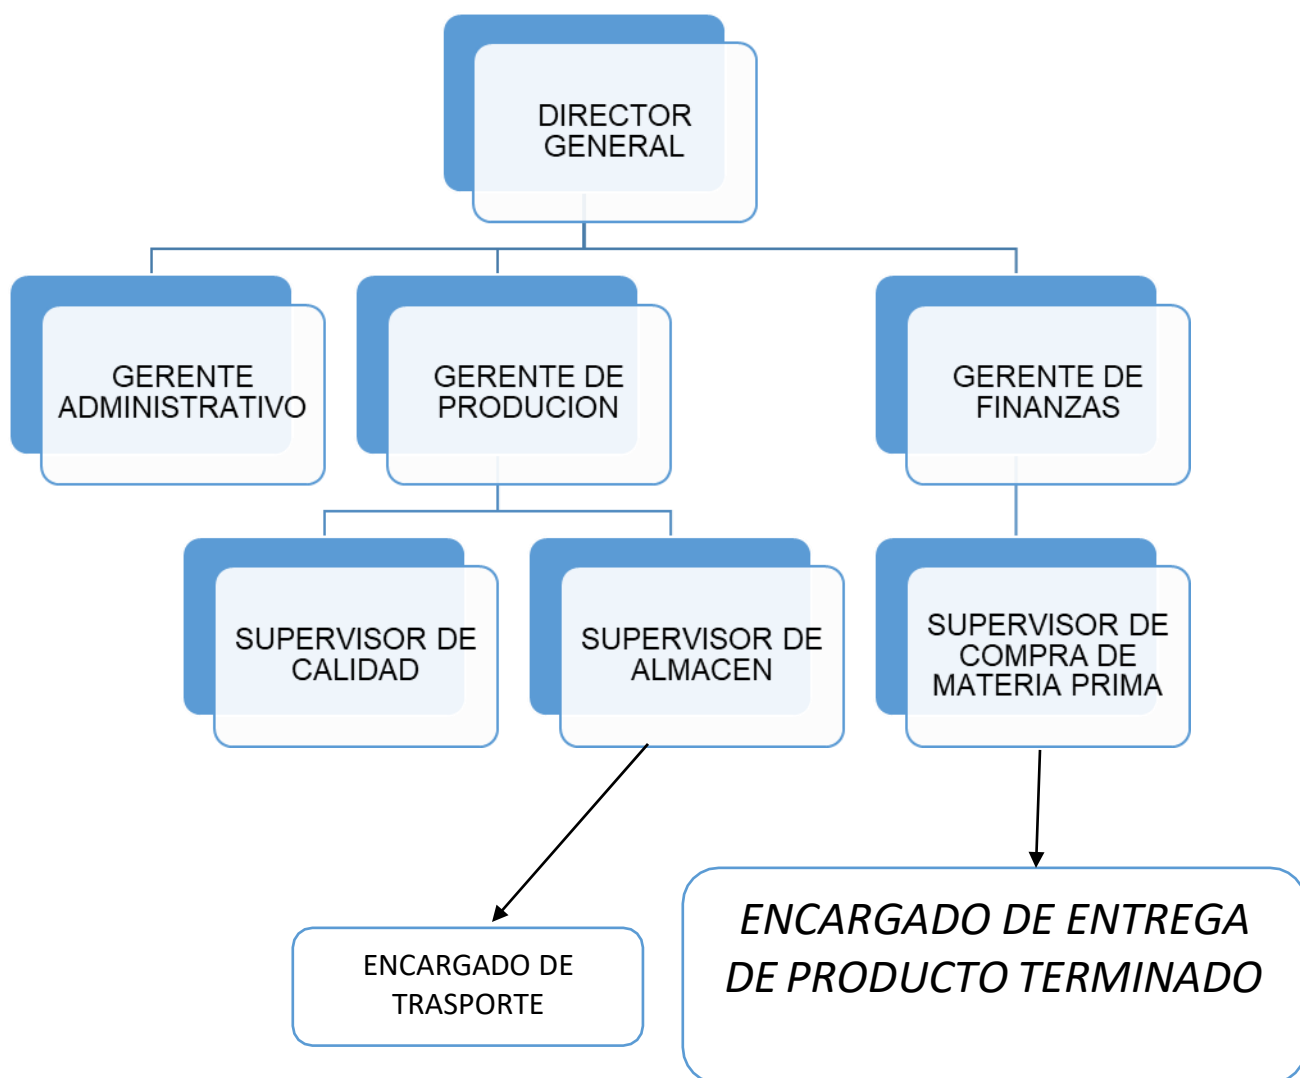 DIRECTOR
GENERAL
GERENTE
ADMINISTRATIVO
GERENTE DE
PRODUCION
GERENTE DE
FINANZAS
SUPERVISOR DE
CALIDAD
SUPERVISOR DE
ALMACEN
SUPERVISOR DE
COMPRA DE
MATERIA PRIMA
ENCARGADO DE
TRASPORTE
ENCARGADO DE ENTREGA
DE PRODUCTO TERMINADO